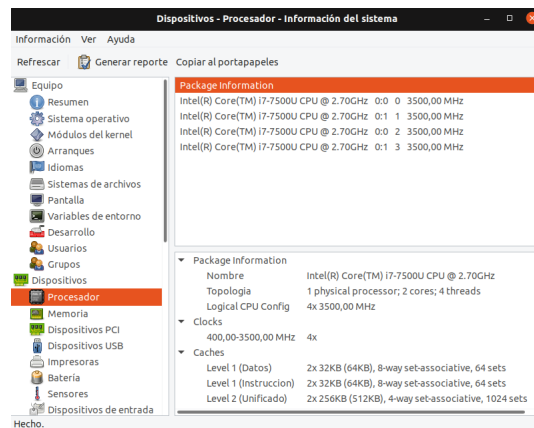 Dispositivos - Procesador - Información del sistema
Información Ver Ayuda
Refrescar Generar reporte Copiar al portapapeles
Equipo
Resumen
Sistema operativo
Módulos del kernel
Arranques
Idiomas
Sistemas de archivos
Pantalla
Variables de entorno
Desarrollo
Usuarios
Grupos
Dispositivos
Procesador
Memoria
Dispositivos PCI
Dispositivos USB
Impresoras
Batería
Sensores
Dispositivos de entrada
Package Information
Intel(R) Core(TM) i7-7500U CPU @ 2.70GHz 0:0 0 3500,00 MHz
Intel(R) Core(TM) i7-7500U CPU @ 2.70GHz 0:1 1 3500,00 MHz
Intel(R) Core(TM) i7-7500U CPU @ 2.70GHz 0:0 2 3500,00 MHz
Intel(R) Core(TM) i7-7500U CPU @ 2.70GHz 0:1 3 3500,00 MHz
Package Information
Nombre Intel(R) Core(TM) i7-7500U CPU @ 2.70GHz
Topologia 1 physical processor; 2 cores; 4 threads
Logical CPU Config 4x 3500,00 MHz
Clocks
400,00-3500,00 MHz 4x
Caches
Level 1 (Datos) 2x 32KB (64KB), 8-way set-associative, 64 sets
Level 1 (Instruccion) 2x 32KB (64KB), 8-way set-associative, 64 sets
Level 2 (Unificado) 2x 256KB (512KB), 4-way set-associative, 1024 sets
Hecho.